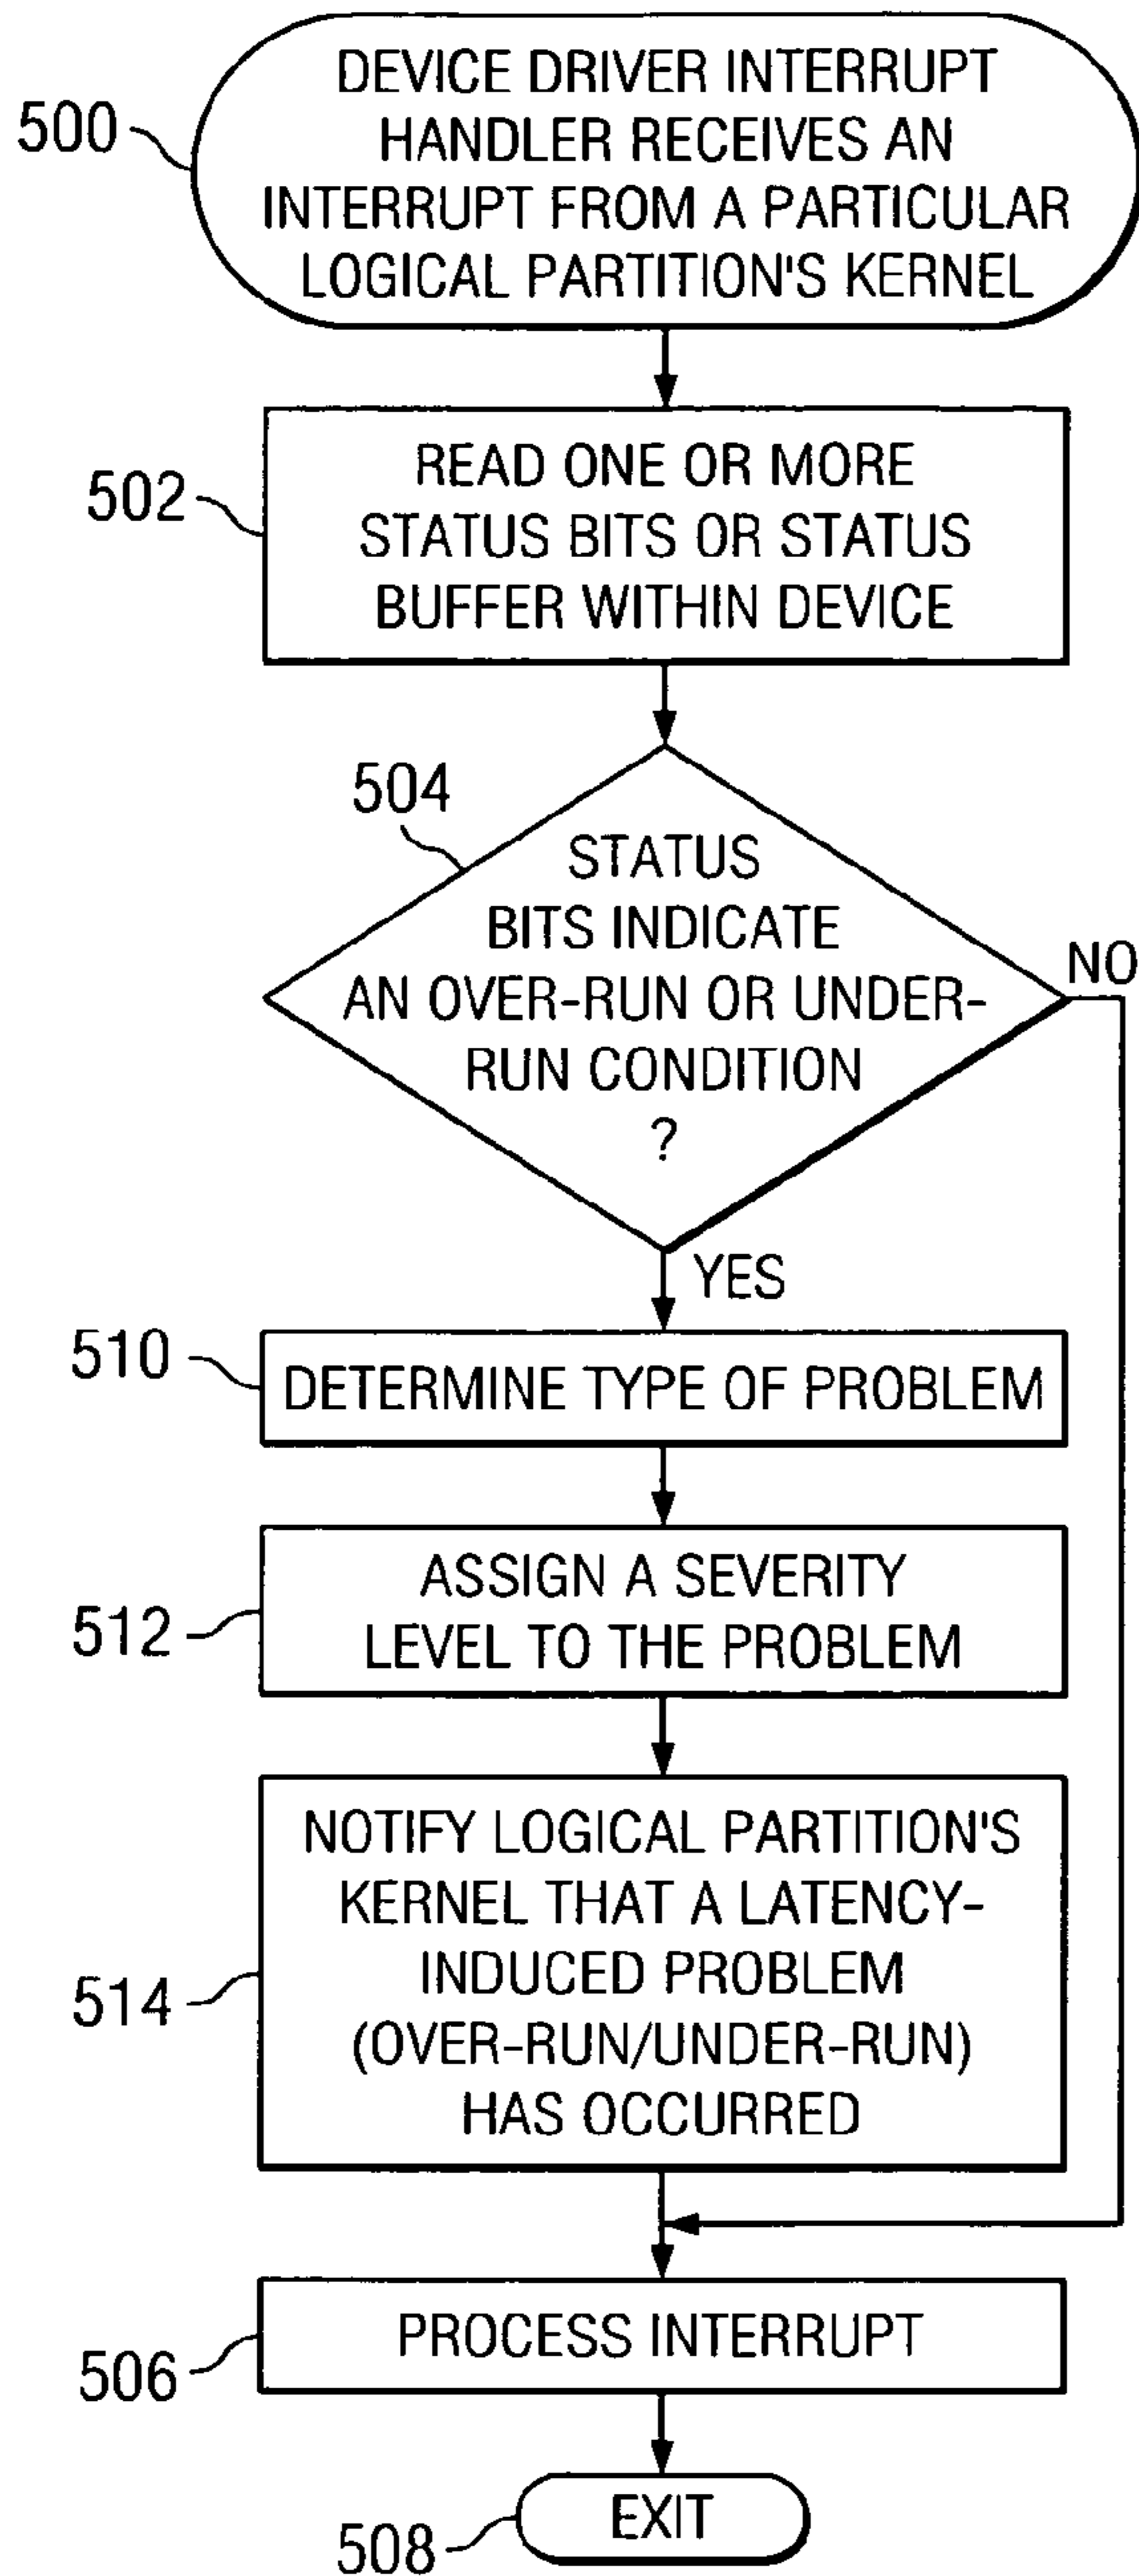 500
DEVICE DRIVER INTERRUPT
HANDLER RECEIVES AN
INTERRUPT FROM A PARTICULAR
LOGICAL PARTITION'S KERNEL
502
READ ONE OR MORE
STATUS BITS OR STATUS
BUFFER WITHIN DEVICE
504
STATUS
BITS INDICATE
AN OVER-RUN OR UNDER-
RUN CONDITION
?
NO
YES
510
DETERMINE TYPE OF PROBLEM
512
ASSIGN A SEVERITY
LEVEL TO THE PROBLEM
514
NOTIFY LOGICAL PARTITION'S
KERNEL THAT A LATENCY-
INDUCED PROBLEM
(OVER-RUN/UNDER-RUN)
HAS OCCURRED
506
PROCESS INTERRUPT
508
EXIT